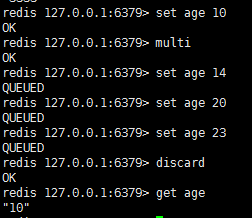 redis 127.0.0.1:6379> set age 10
OK
redis 127.0.0.1:6379> multi
OK
redis 127.0.0.1:6379> set age 14
QUEUED
redis 127.0.0.1:6379> set age 20
QUEUED
redis 127.0.0.1:6379> set age 23
QUEUED
redis 127.0.0.1:6379> discard
OK
redis 127.0.0.1:6379> get age
"10"